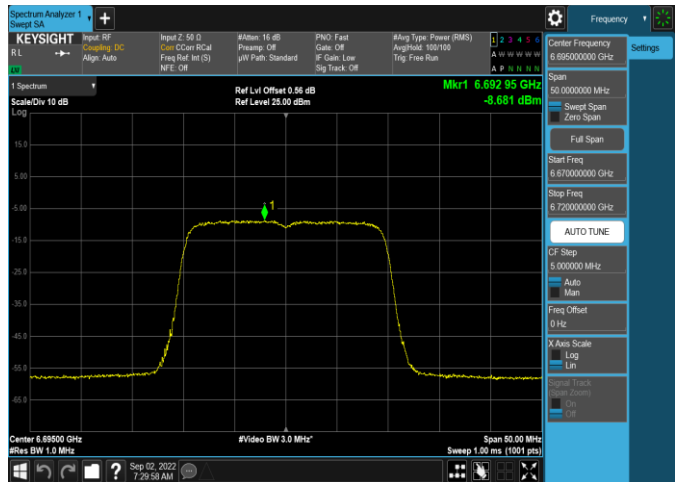 Spectrum Analyzer 1
Swept SA
+
Frequency
KEYSIGHT
Input: RF
Input Z: 50 Ω
#Atten: 16 dB
PNO: Fast
#Avg Type: Power (RMS)
1 2 3 4 5 6
R L
Coupling: DC
Corr CCorr RCal
Preamp: Off
Gate: Off
Avg|Hold: 100/100
Align: Auto
Freq Ref: Int (S)
µW Path: Standard
IF Gain: Low
Trig: Free Run
A W W W W W
NFE: Off
Sig Track: Off
A P N N N N
1 Spectrum
Ref Lvl Offset 0.56 dB
Mkr1 6.692 95 GHz
Scale/Div 10 dB
Ref Level 25.00 dBm
-8.681 dBm
Log
15.0
5.00
-5.00
-15.0
-25.0
-35.0
-45.0
-55.0
-65.0
1
Center 6.69500 GHz
#Video BW 3.0 MHz*
Span 50.00 MHz
#Res BW 1.0 MHz
Sweep 1.00 ms (1001 pts)
Sep 02, 2022
7:29:58 AM
Center Frequency
6.695000000 GHz
Settings
Span
50.0000000 MHz
Swept Span
Zero Span
Full Span
Start Freq
6.670000000 GHz
Stop Freq
6.720000000 GHz
AUTO TUNE
CF Step
5.000000 MHz
Auto
Man
Freq Offset
0 Hz
X Axis Scale
Log
Lin
Signal Track
(Span Zoom)
On
Off